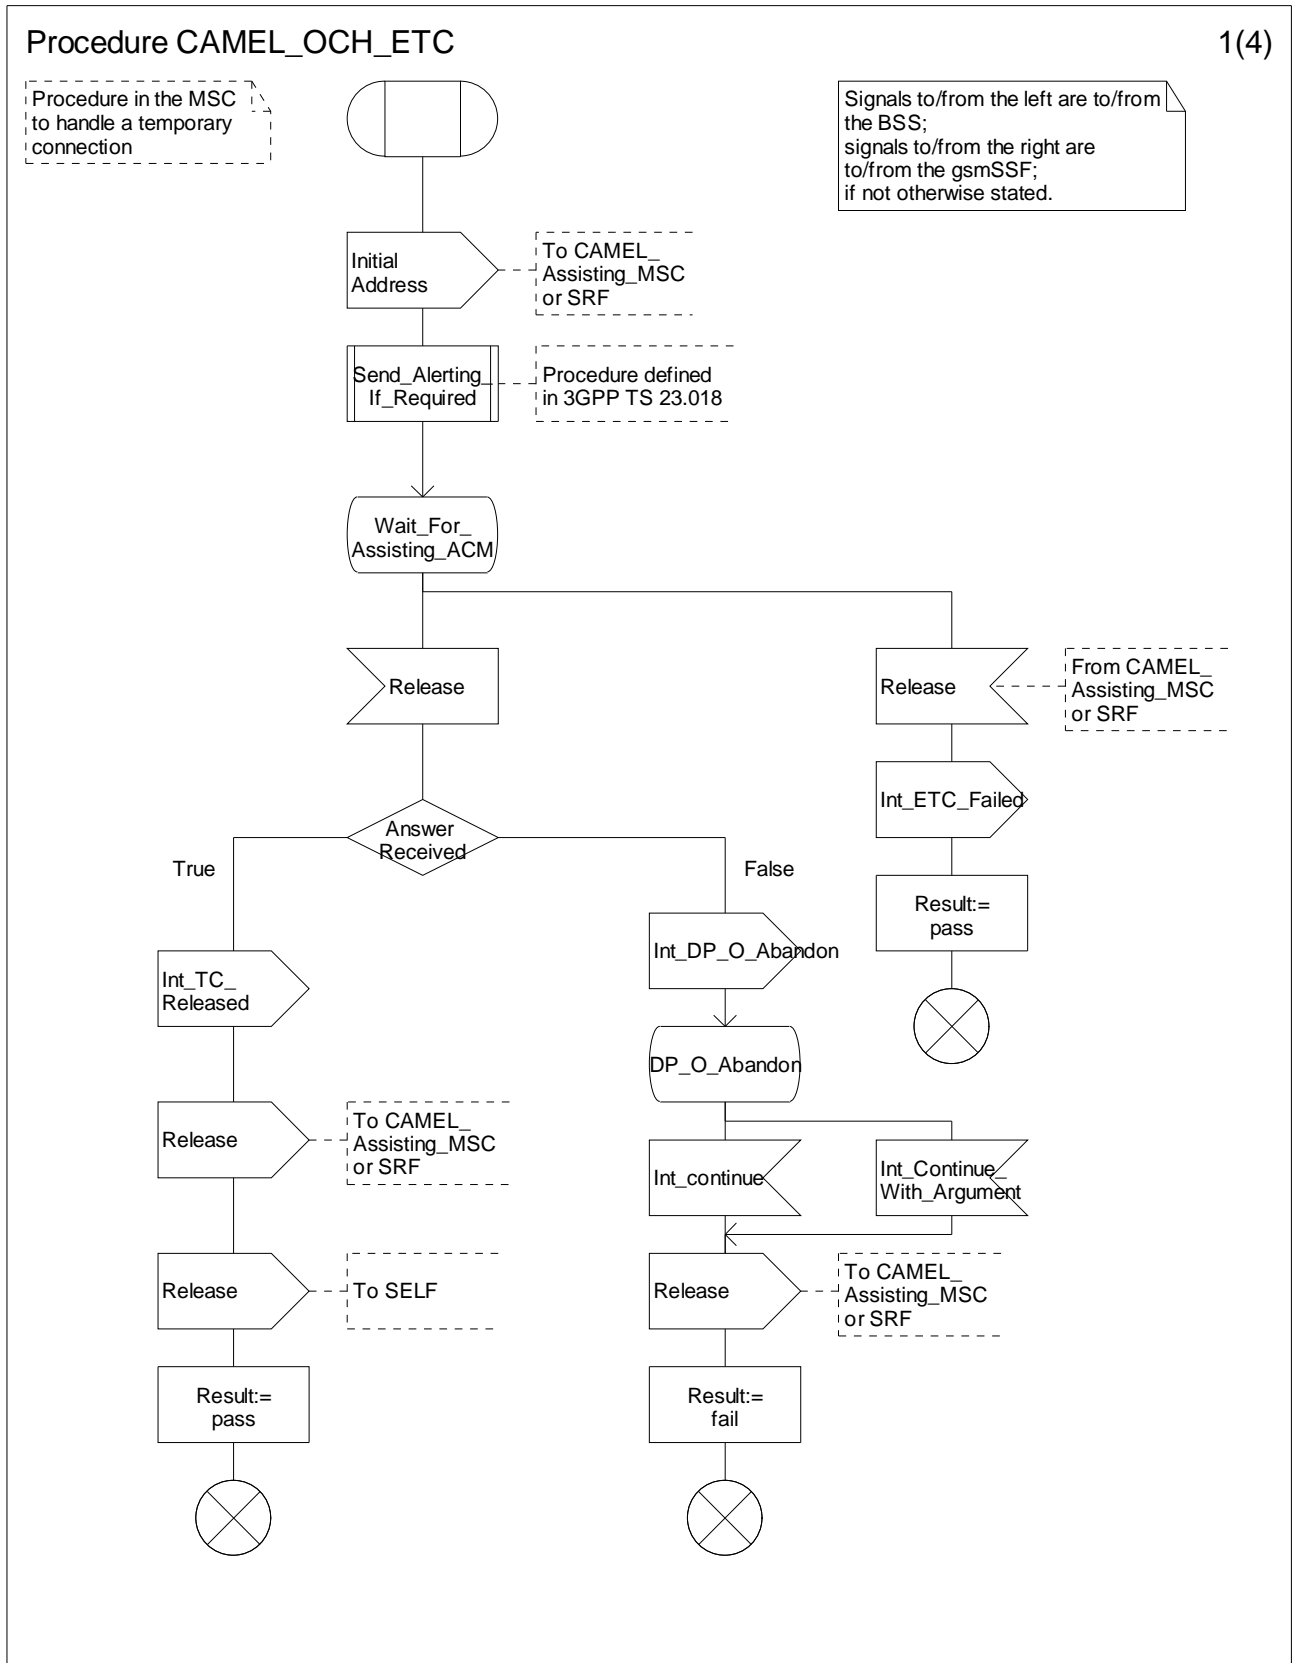 Procedure CAMEL_OCH_ETC
1(4)
Procedure in the MSC
to handle a temporary
connection
Signals to/from the left are to/from
the BSS;
signals to/from the right are
to/from the gsmSSF;
if not otherwise stated.
Initial
Address
To CAMEL_
Assisting_MSC
or SRF
Send_Alerting_
If_Required
Procedure defined
in 3GPP TS 23.018
Wait_For_
Assisting_ACM
Release
Release
From CAMEL_
Assisting_MSC
or SRF
Int_ETC_Failed
Answer
Received
True
False
Result:=
pass
Int_DP_O_Abandon
Int_TC_
Released
DP_O_Abandon
Release
To CAMEL_
Assisting_MSC
or SRF
Int_continue
Int_Continue_
With_Argument
Release
To SELF
Release
To CAMEL_
Assisting_MSC
or SRF
Result:=
pass
Result:=
fail